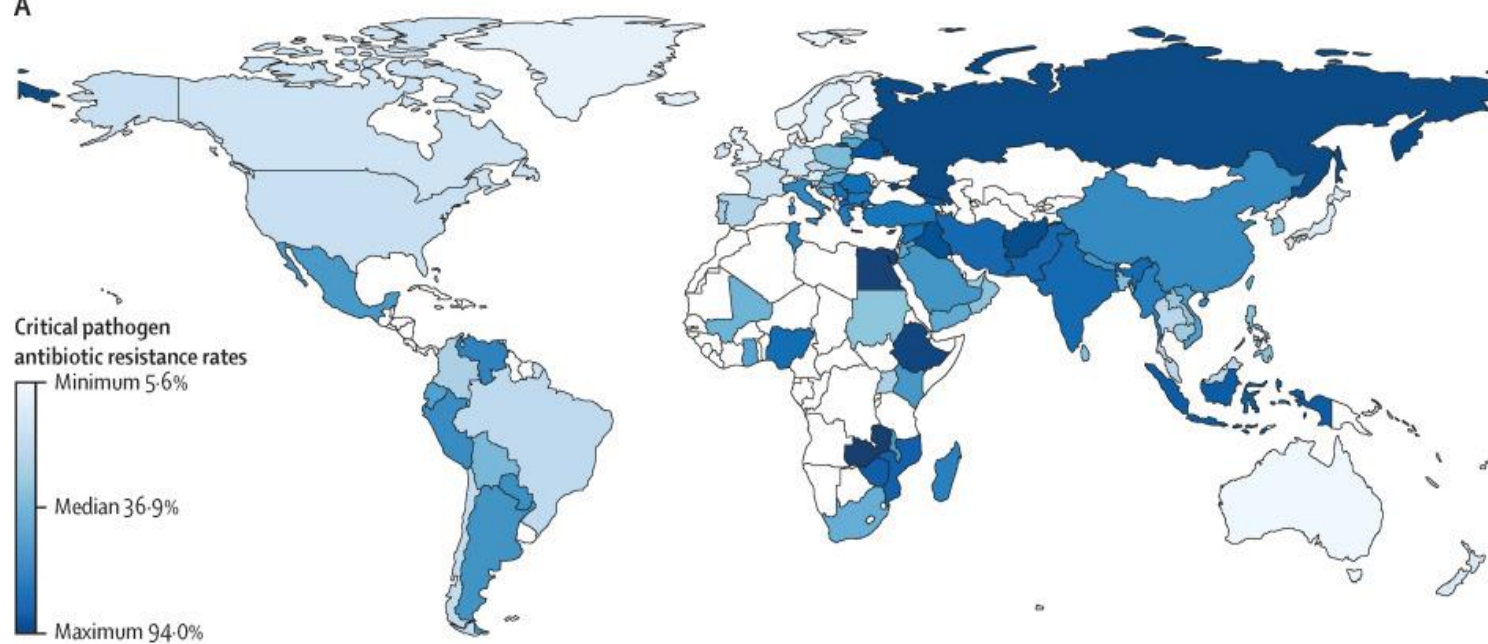 A
Critical pathogen
antibiotic resistance rates
Minimum 5·6%
Median 36·9%
Maximum 94·0%